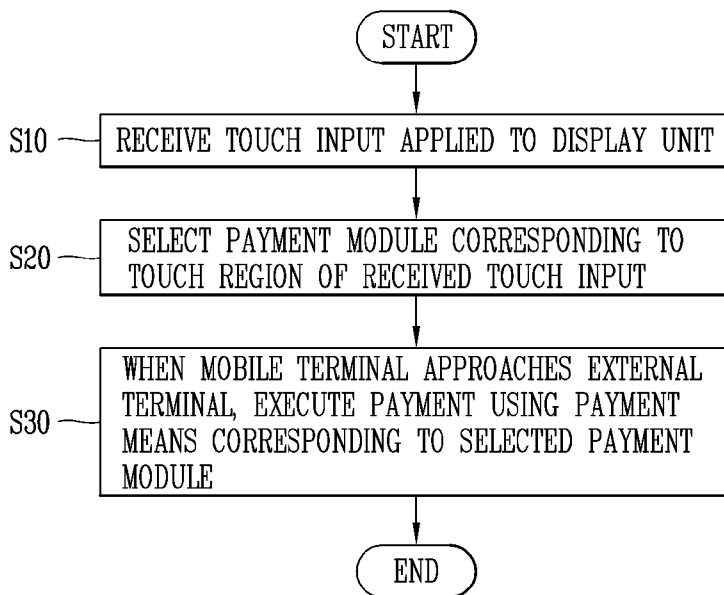 START
S10
RECEIVE TOUCH INPUT APPLIED TO DISPLAY UNIT
S20
SELECT PAYMENT MODULE CORRESPONDING TO
TOUCH REGION OF RECEIVED TOUCH INPUT
S30
WHEN MOBILE TERMINAL APPROACHES EXTERNAL
TERMINAL, EXECUTE PAYMENT USING PAYMENT
MEANS CORRESPONDING TO SELECTED PAYMENT
MODULE
END